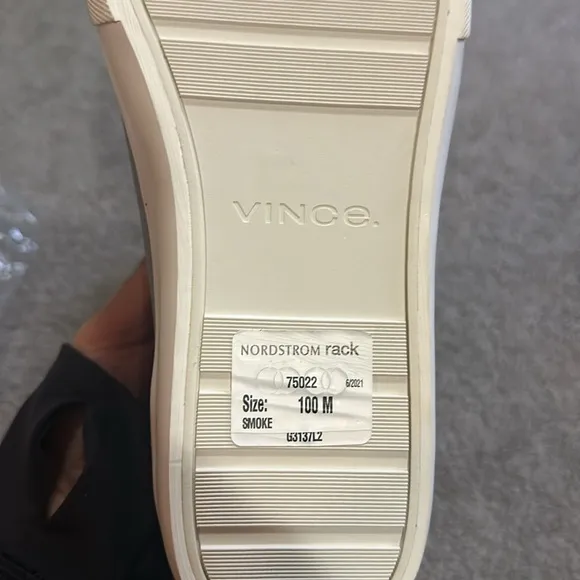 VINCE.
NORDSTROM rack
75022 6/2021
Size: 100 M
SMOKE
G3137L2